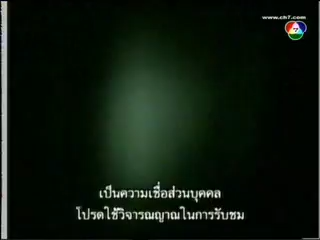 www.ch7.com
7
เป็นความเชื่อส่วนบุคคล
โปรดใช้วิจารณญาณในการรับชม